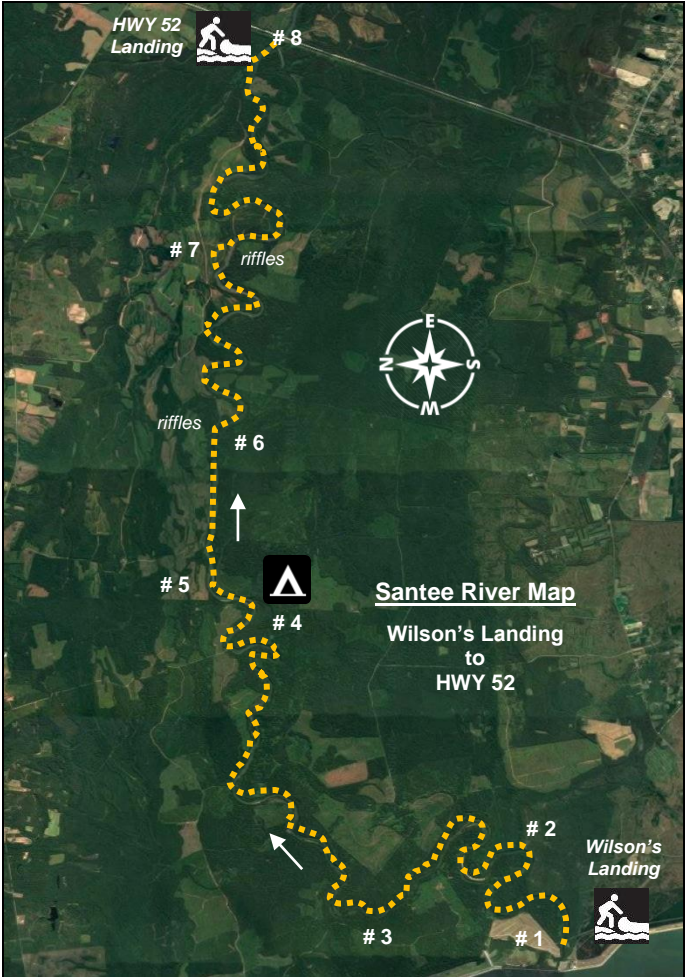 HWY 52
Landing
# 8
# 7
riffles
E
N
S
W
riffles
# 6
# 5
# 4
Santee River Map
Wilson's Landing
to
HWY 52
# 2
Wilson's
Landing
# 3
# 1